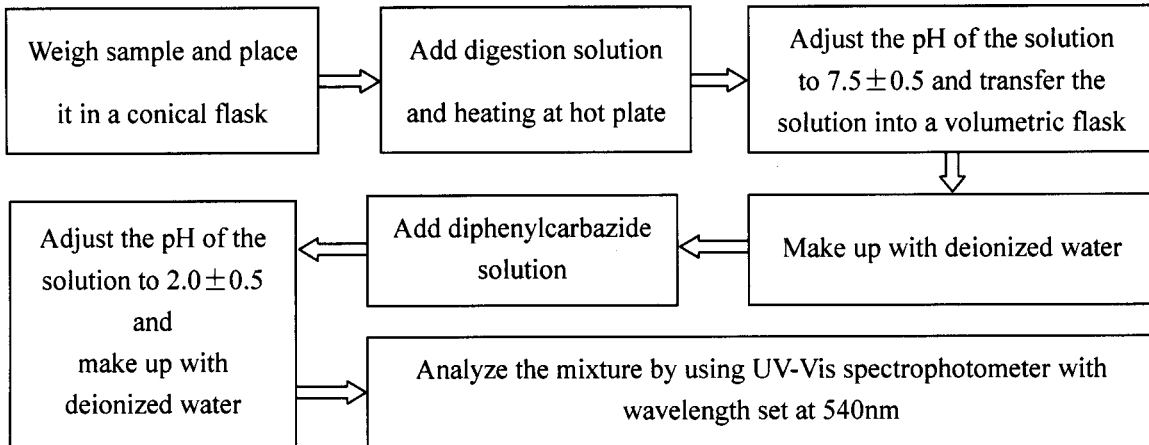 Weigh sample and place
it in a conical flask
Add digestion solution
and heating at hot plate
Adjust the pH of the solution
to 7.5±0.5 and transfer the
solution into a volumetric flask
Make up with deionized water
Add diphenylcarbazide
solution
Adjust the pH of the
solution to 2.0±0.5
and
make up with
deionized water
Analyze the mixture by using UV-Vis spectrophotometer with
wavelength set at 540nm